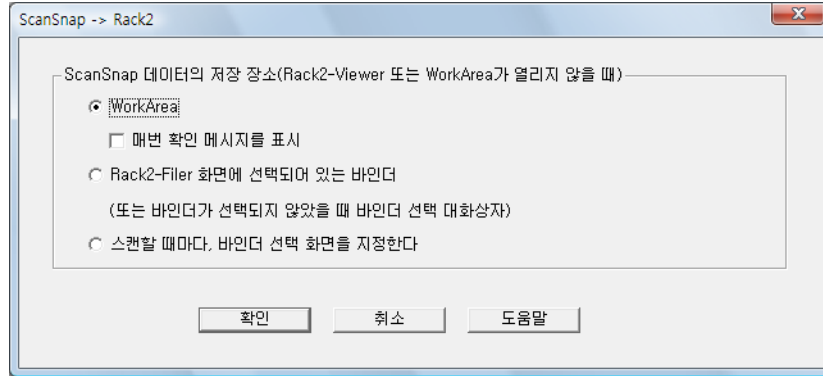 ScanSnap -> Rack2
ScanSnap 데이터의 저장 장소(Rack2-Viewer 또는 WorkArea가 열리지 않을 때)
WorkArea
매번 확인 메시지를 표시
Rack2-Filer 화면에 선택되어 있는 바인더
(또는 바인더가 선택되지 않았을 때 바인더 선택 대화상자)
스캔할 때마다, 바인더 선택 화면을 지정한다
확인 취소 도움말